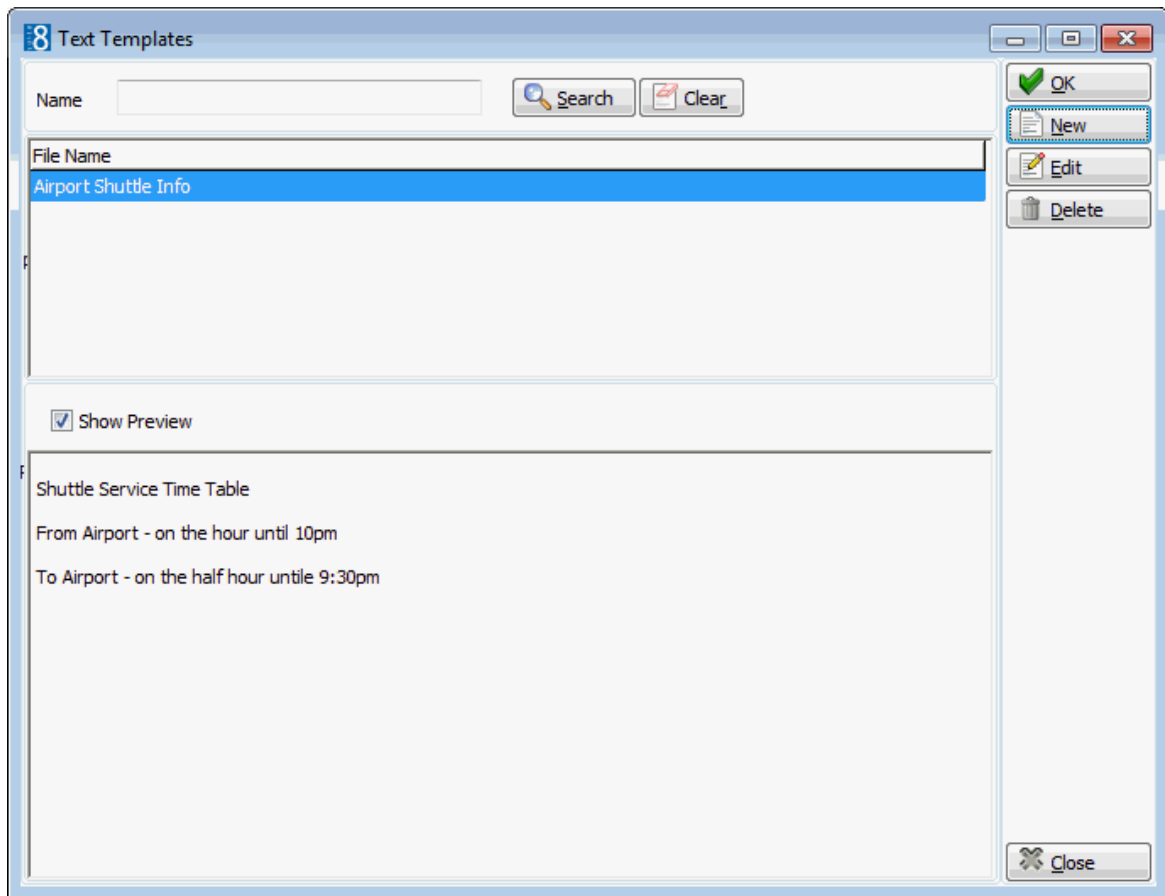 8 Text Templates
Name Search Clear
OK
New
Edit
Delete
File Name
Airport Shuttle Info
Show Preview
Shuttle Service Time Table
From Airport - on the hour until 10pm
To Airport - on the half hour untile 9:30pm
Close